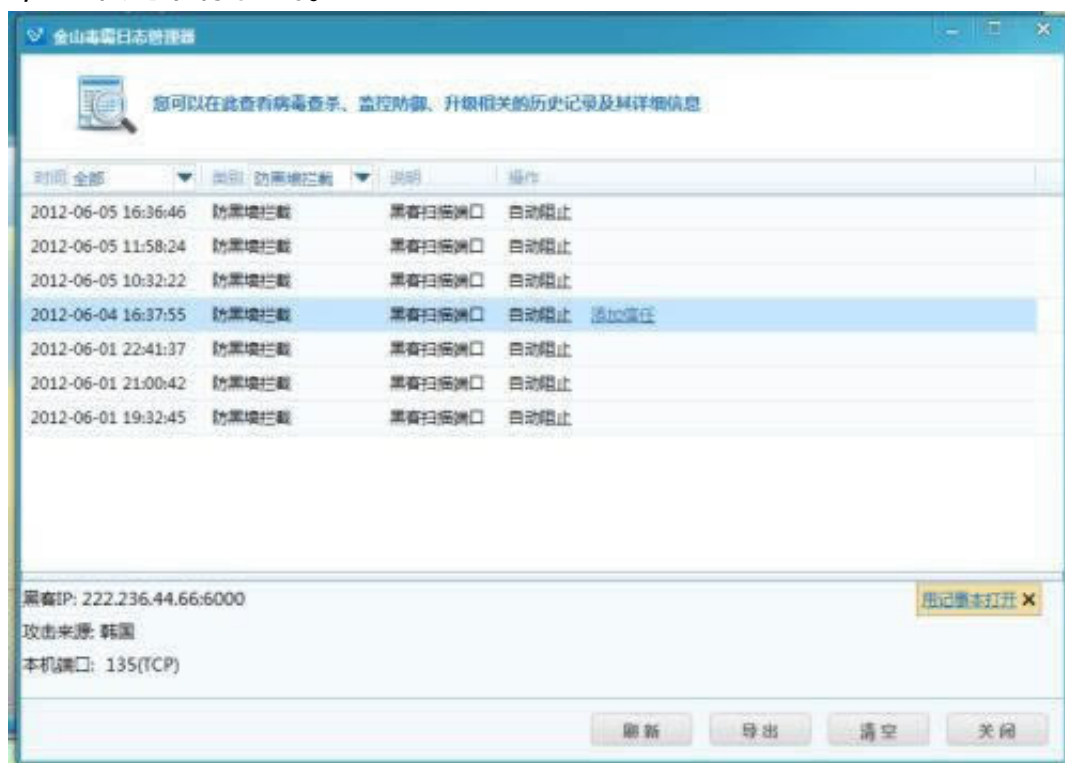 金山毒霸日志管理器
您可以在此查看病毒查杀、监控防御、升级相关的历史记录及其详细信息
时间 全部 类别 防黑墙拦截 说明 操作
2012-06-05 16:36:46 防黑墙拦截 黑客扫描端口 自动阻止
2012-06-05 11:58:24 防黑墙拦截 黑客扫描端口 自动阻止
2012-06-05 10:32:22 防黑墙拦截 黑客扫描端口 自动阻止
2012-06-04 16:37:55 防黑墙拦截 黑客扫描端口 自动阻止 添加信任
2012-06-01 22:41:37 防黑墙拦截 黑客扫描端口 自动阻止
2012-06-01 21:00:42 防黑墙拦截 黑客扫描端口 自动阻止
2012-06-01 19:32:45 防黑墙拦截 黑客扫描端口 自动阻止
黑客IP: 222.236.44.66:6000 用记事本打开
攻击来源: 韩国
本机端口: 135(TCP)
刷新 导出 清空 关闭